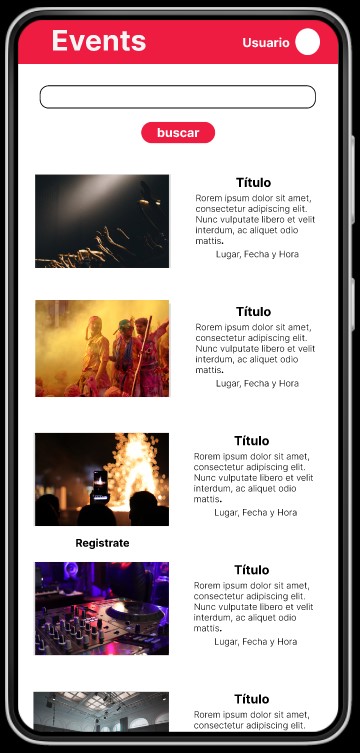 Events
Usuario
buscar
Título
Rorem ipsum dolor sit amet,
consectetur adipiscing elit.
Nunc vulputate libero et velit
interdum, ac aliquet odio
mattis.
Lugar, Fecha y Hora
Título
Rorem ipsum dolor sit amet,
consectetur adipiscing elit.
Nunc vulputate libero et velit
interdum, ac aliquet odio
mattis.
Lugar, Fecha y Hora
Título
Rorem ipsum dolor sit amet,
consectetur adipiscing elit.
Nunc vulputate libero et velit
interdum, ac aliquet odio
mattis.
Lugar, Fecha y Hora
Registrate
Título
Rorem ipsum dolor sit amet,
consectetur adipiscing elit.
Nunc vulputate libero et velit
interdum, ac aliquet odio
mattis.
Lugar, Fecha y Hora
Título
Rorem ipsum dolor sit amet,
consectetur adipiscing elit.